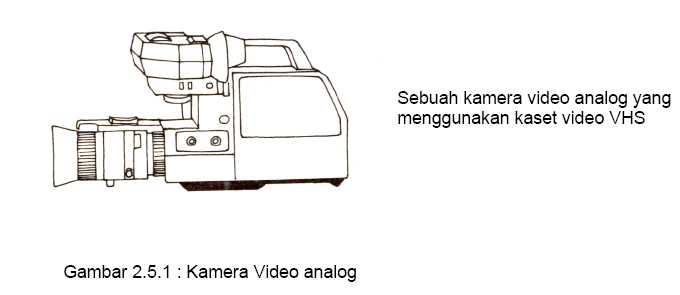 Sebuah kamera video analog yang
menggunakan kaset video VHS
Gambar 2.5.1 : Kamera Video analog